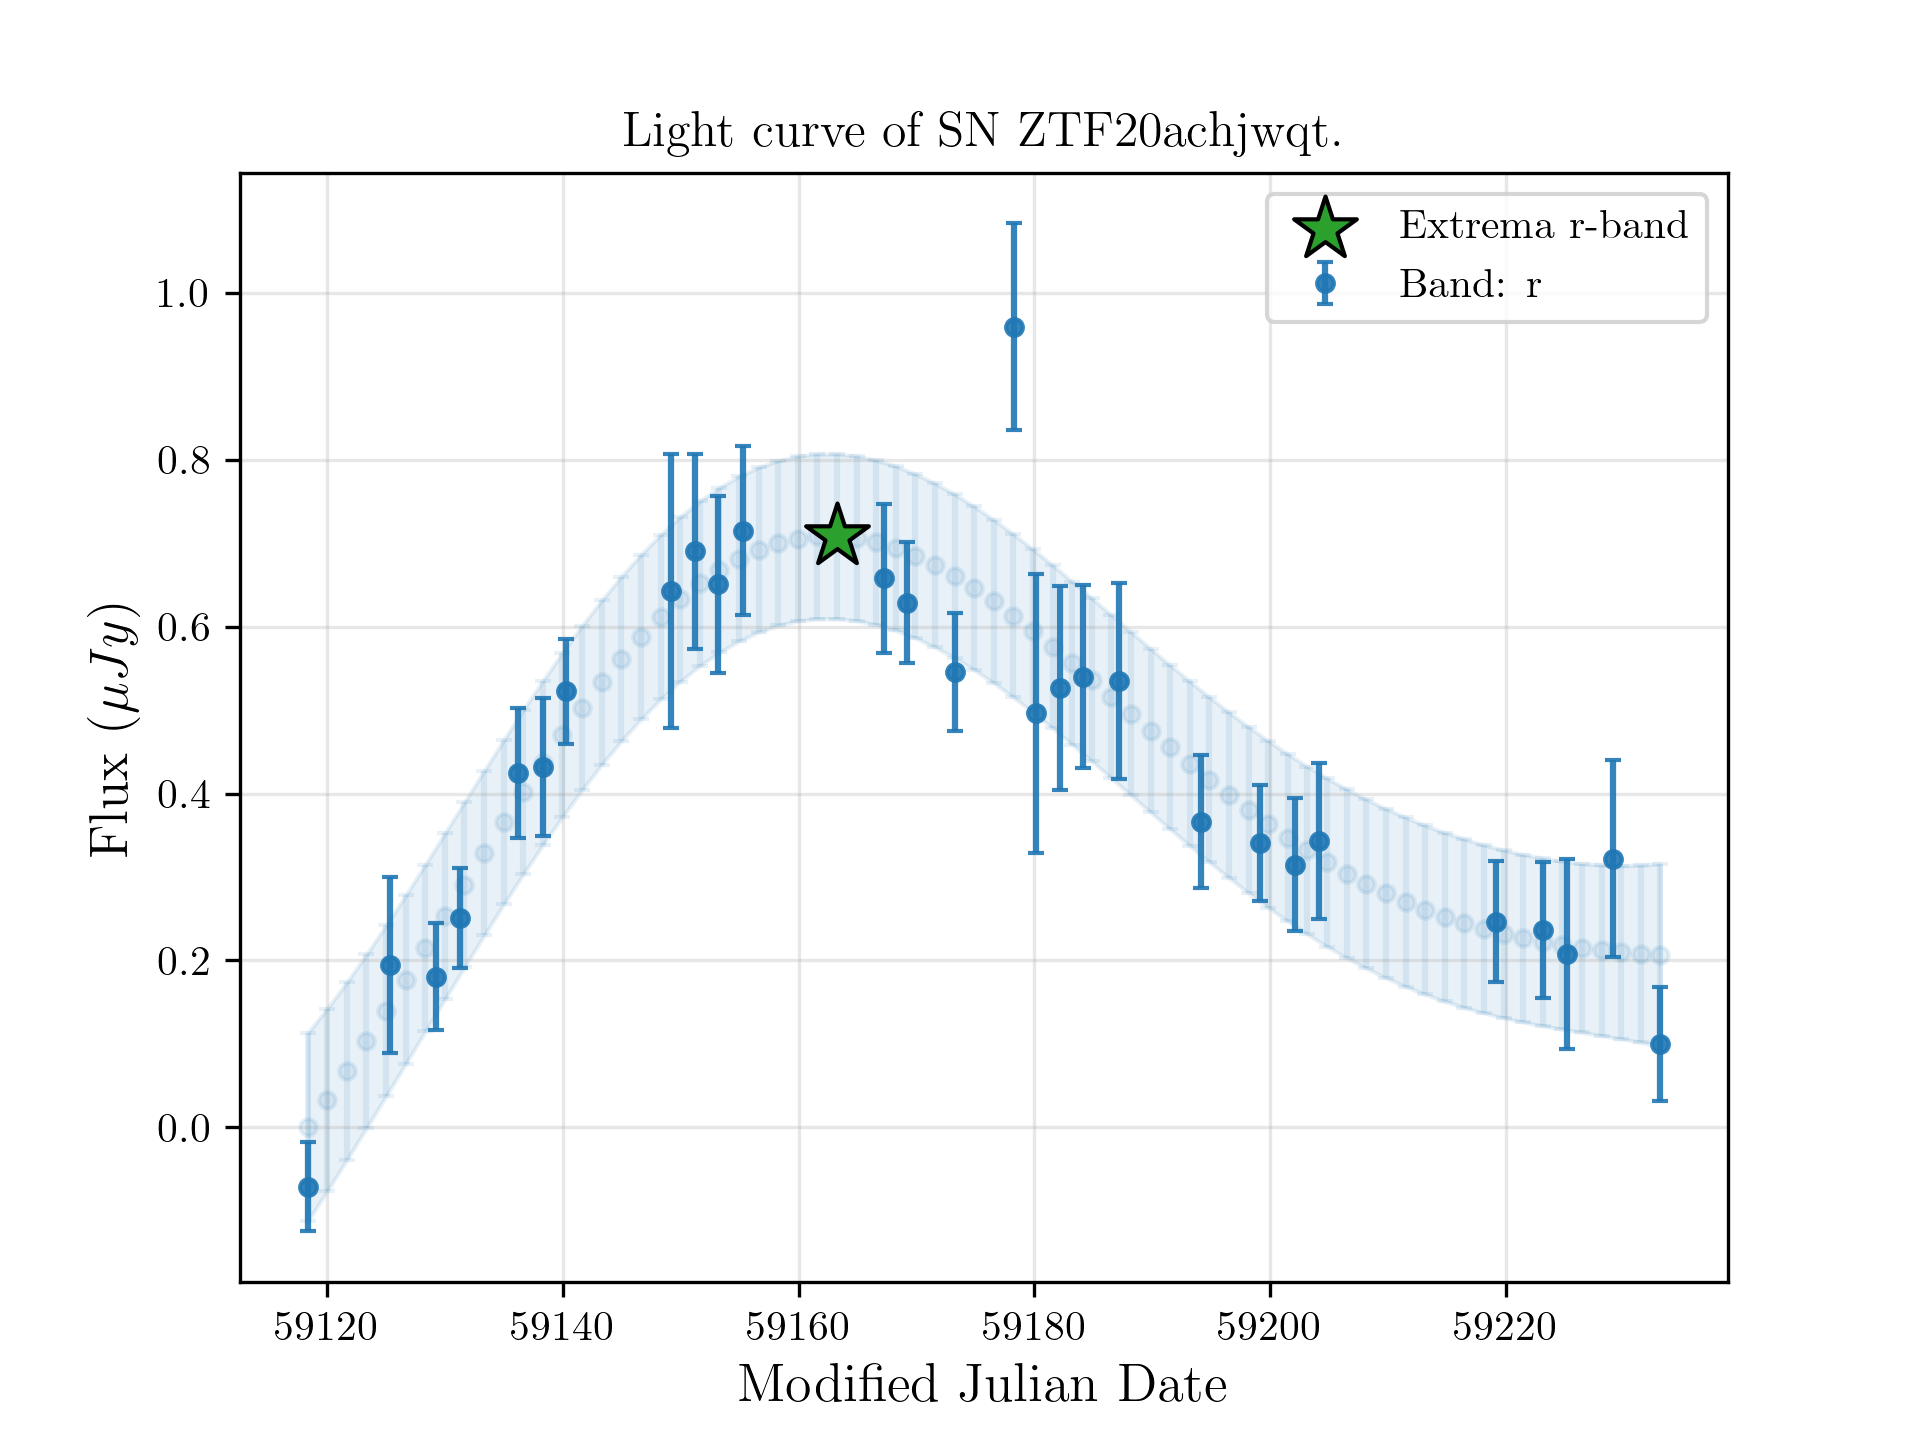 Light curve of SN ZTF20achjwqt.
Extrema r-band
Band: r
Flux (μJy)
1.0
0.8
0.6
0.4
0.2
0.0
59120 59140 59160 59180 59200 59220
Modified Julian Date